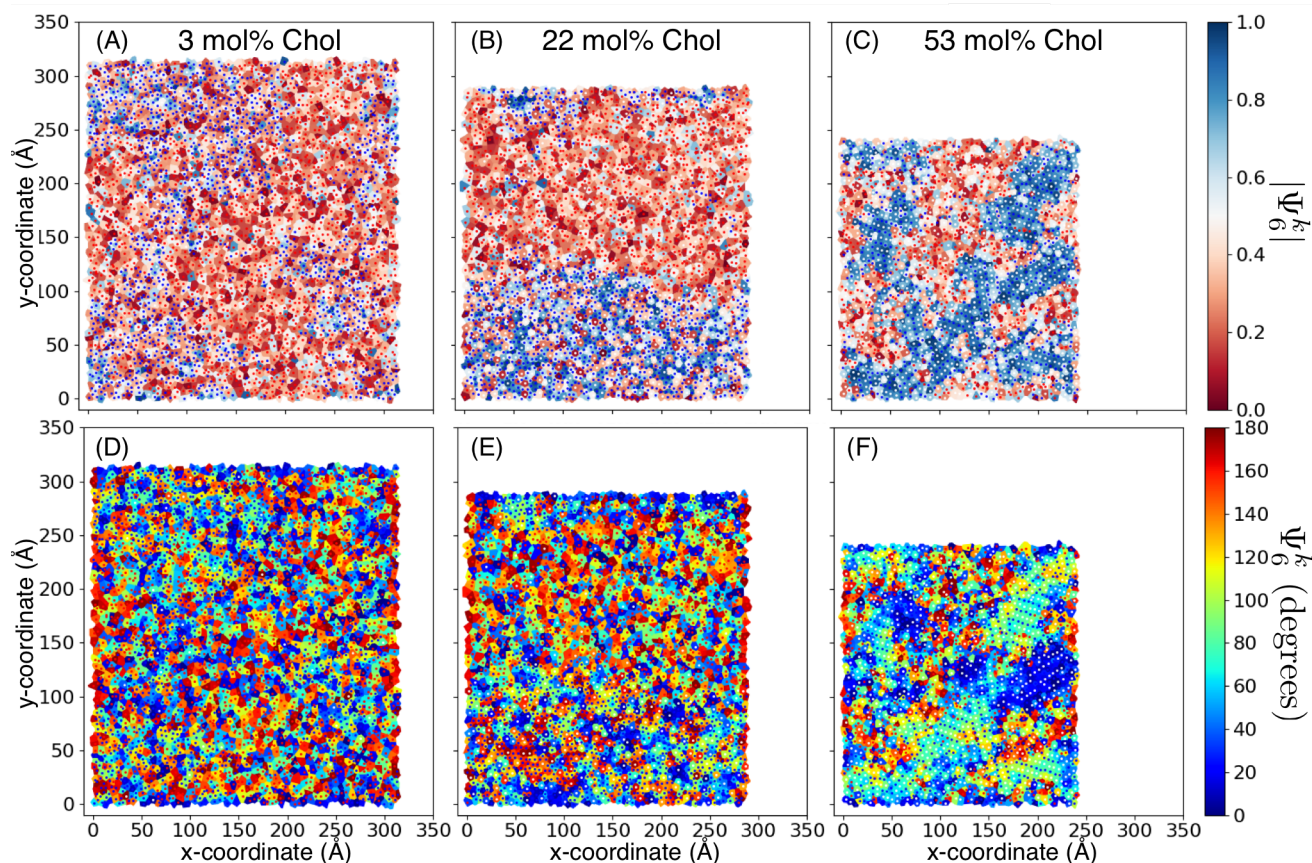 (A) 3 mol% Chol
(B) 22 mol% Chol
(C) 53 mol% Chol
350
300
250
200
150
100
50
0
y-coordinate (Å)
1.0
0.8
0.6
0.4
0.2
0.0
|Ψ₆ᵏ|
(D)
(E)
(F)
350
300
250
200
150
100
50
0
y-coordinate (Å)
180
160
140
120
100
80
60
40
20
0
Ψ₆ᵏ (degrees)
0 50 100 150 200 250 300 350
0 50 100 150 200 250 300 350
0 50 100 150 200 250 300 350
x-coordinate (Å)
x-coordinate (Å)
x-coordinate (Å)